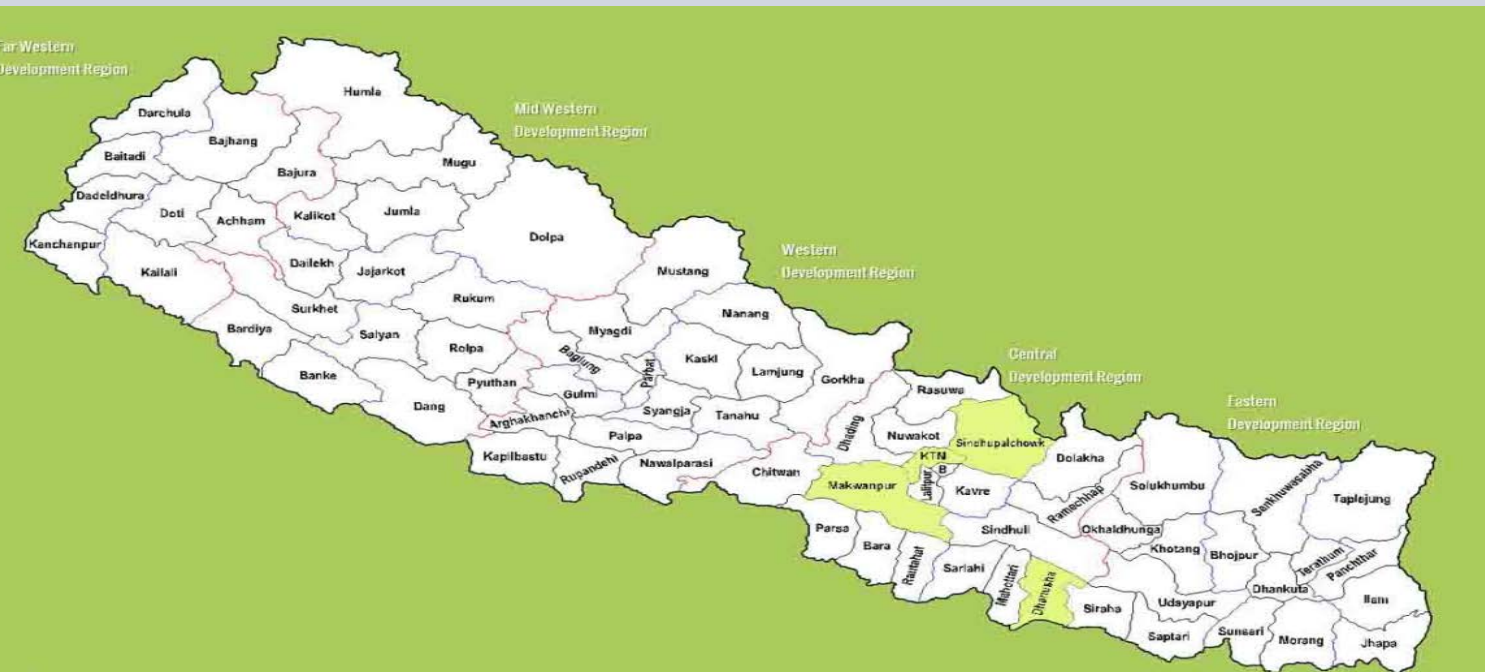 Far Western
Development Region
Humla
Mid Western
Development Region
Darchula
Bajhang
Baitadi
Bajura
Mugu
Dadeldhura
Doti
Achham
Kalikot
Jumla
Kanchanpur
Dolpa
Western
Development Region
Kailali
Dailekh
Jajarkot
Mustang
Surkhet
Rukum
Manang
Bardiya
Salyan
Myagdi
Rolpa
Baglung
Parbat
Kaski
Lamjung
Gorkha
Central
Development Region
Banke
Pyuthan
Gulmi
Rasuwa
Dang
Arghakhanchi
Syangja
Tanahu
Dhading
Nuwakot
Sindhupalchowk
Eastern
Development Region
Palpa
KTM
Kapilbastu
Rupandehi
Nawalparasi
Chitwan
B
Dolakha
Makwanpur
Lalitpur
Kavre
Ramechhap
Solukhumbu
Sankhuwasabha
Taplejung
Parsa
Sindhuli
Okhaldhunga
Bara
Rautahat
Khotang
Bhojpur
Terathum
Panchthar
Sarlahi
Mahottari
Dhanusha
Dhankuta
Siraha
Udayapur
Ilam
Saptari
Sunsari
Morang
Jhapa